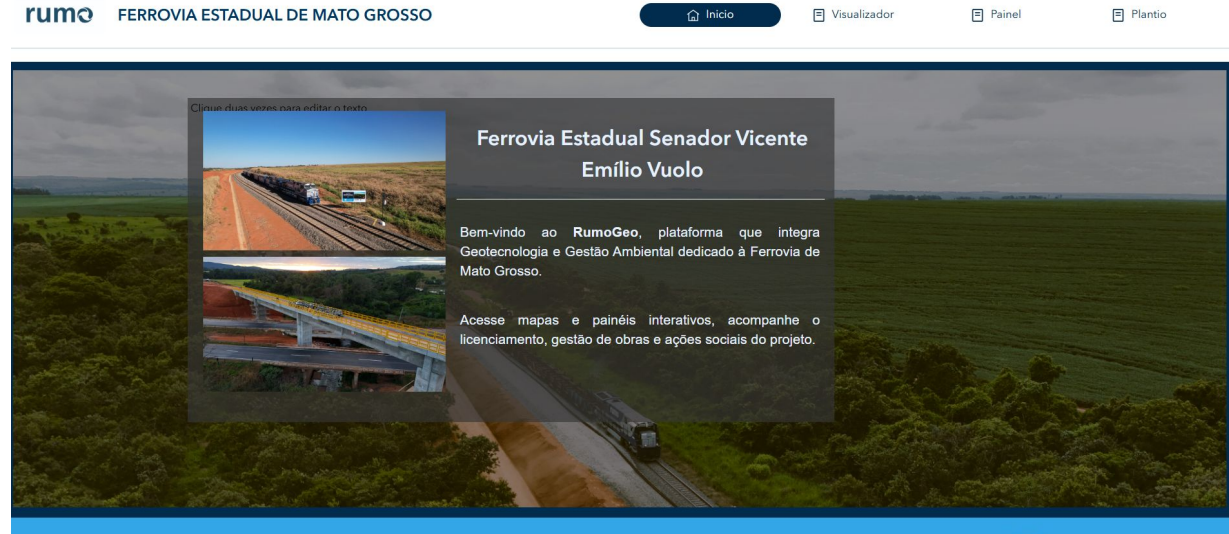 rumo
FERROVIA ESTADUAL DE MATO GROSSO
Inicio
Visualizador
Painel
Plantio
Clique duas vezes para editar o texto
Ferrovia Estadual Senador Vicente
Emílio Vuolo
Bem-vindo ao RumoGeo, plataforma que integra
Geotecnologia e Gestão Ambiental dedicado à Ferrovia de
Mato Grosso.
Acesse mapas e painéis interativos, acompanhe o
licenciamento, gestão de obras e ações sociais do projeto.